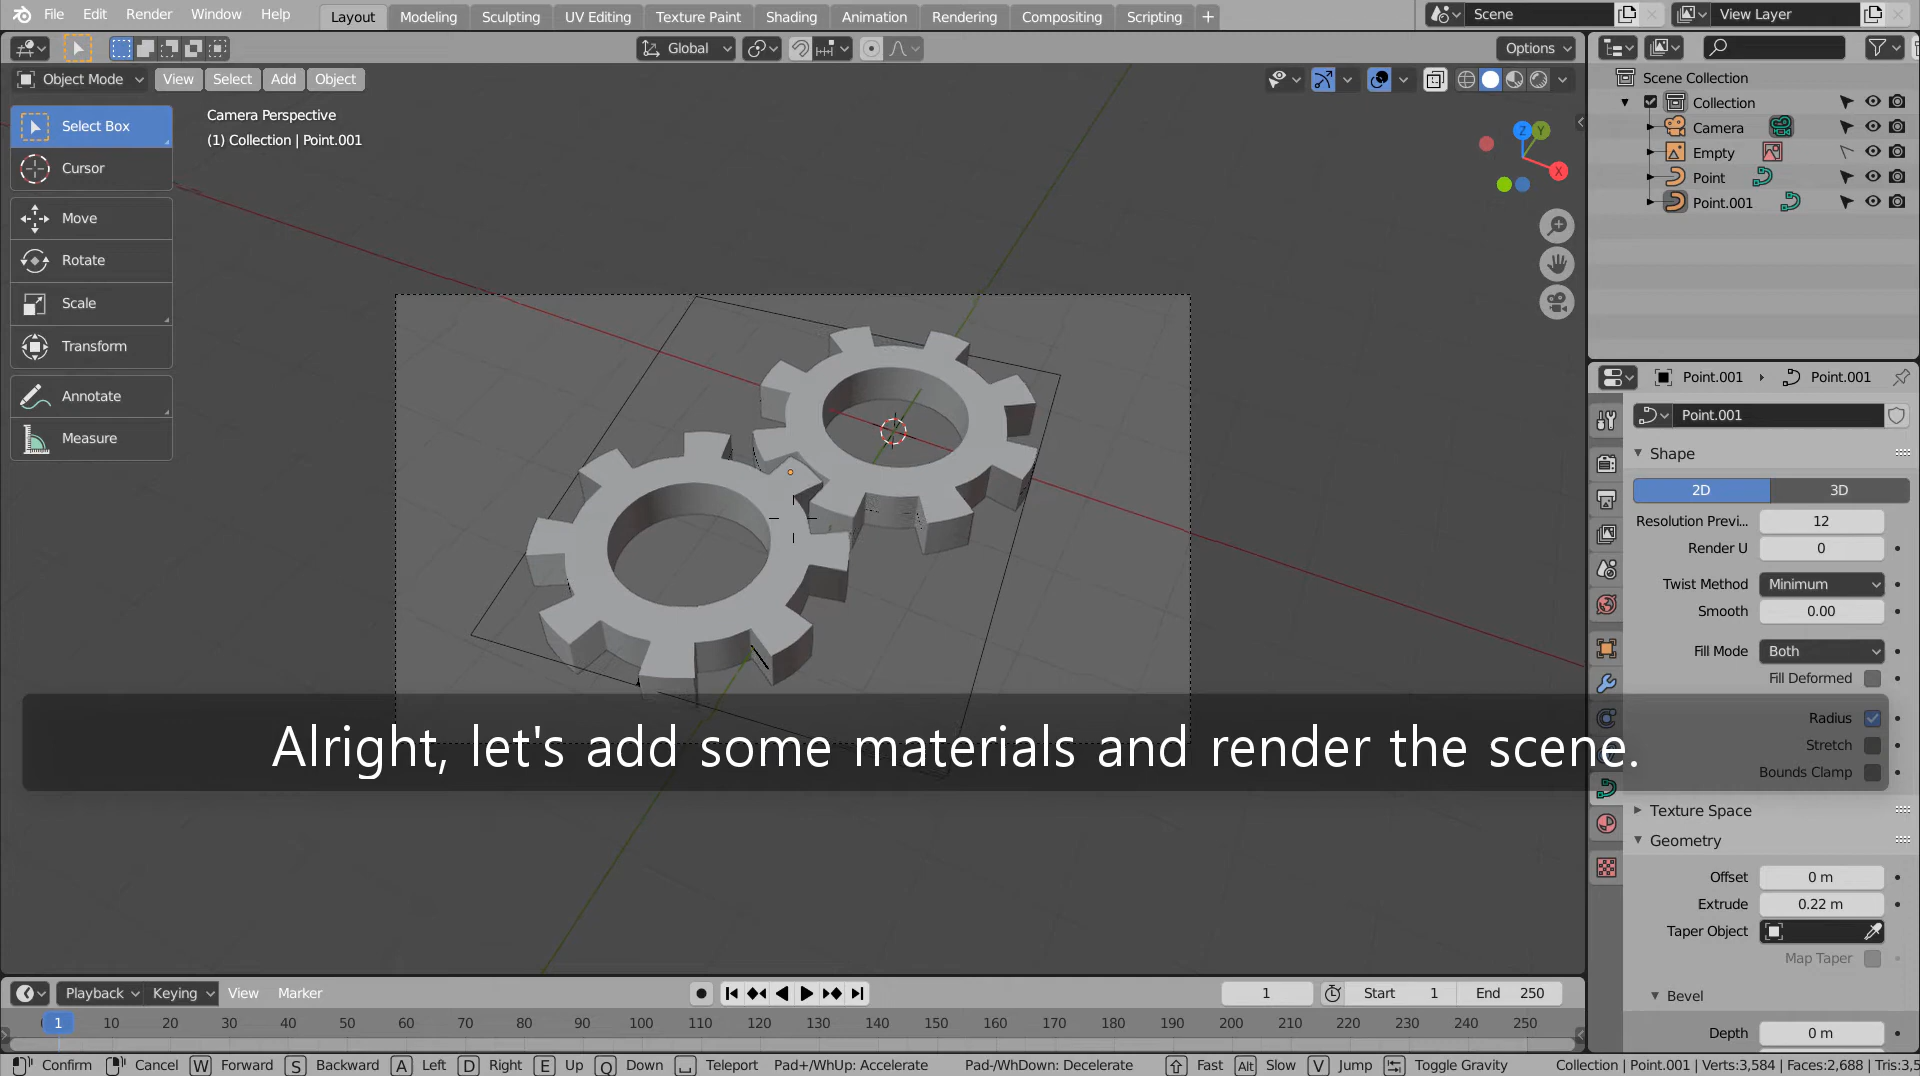 File Edit Render Window Help Layout Modeling Sculpting UV Editing Texture Paint Shading Animation Rendering Compositing Scripting + Scene View Layer
Global Options
Object Mode View Select Add Object
Select Box
Cursor
Move
Rotate
Scale
Transform
Annotate
Measure
Camera Perspective
(1) Collection | Point.001
Z Y X
Scene Collection
Collection
Camera
Empty
Point
Point.001
Point.001 Point.001
Point.001
Shape
2D 3D
Resolution Previ... 12
Render U 0
Twist Method Minimum
Smooth 0.00
Fill Mode Both
Fill Deformed
Radius
Stretch
Bounds Clamp
Alright, let's add some materials and render the scene.
Texture Space
Geometry
Offset 0 m
Extrude 0.22 m
Taper Object
Map Taper
Bevel
Depth 0 m
Playback Keying View Marker 1 Start 1 End 250
1 10 20 30 40 50 60 70 80 90 100 110 120 130 140 150 160 170 180 190 200 210 220 230 240 250
Confirm Cancel W Forward S Backward A Left D Right E Up Q Down Teleport Pad+/WhUp: Accelerate Pad-/WhDown: Decelerate Fast Alt Slow V Jump Toggle Gravity Collection | Point.001 | Verts:3,584 | Faces:2,688 | Tris:3,5